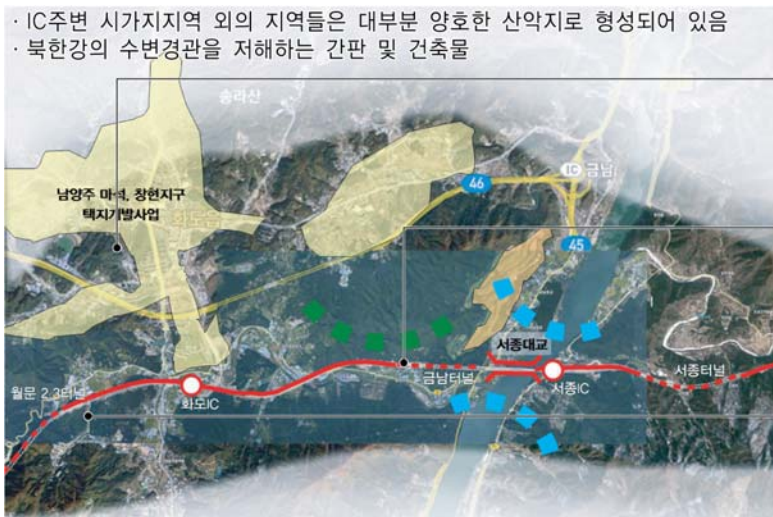 · IC주변 시가지지역 외의 지역들은 대부분 양호한 산악지로 형성되어 있음
· 북한강의 수변경관을 저해하는 간판 및 건축물
송라산
IC 금남
46
남양주 마석, 창현지구
택지개발사업
화도읍
45
서종대교
월문 2,3터널
화도IC
금남터널
서종IC
서종터널